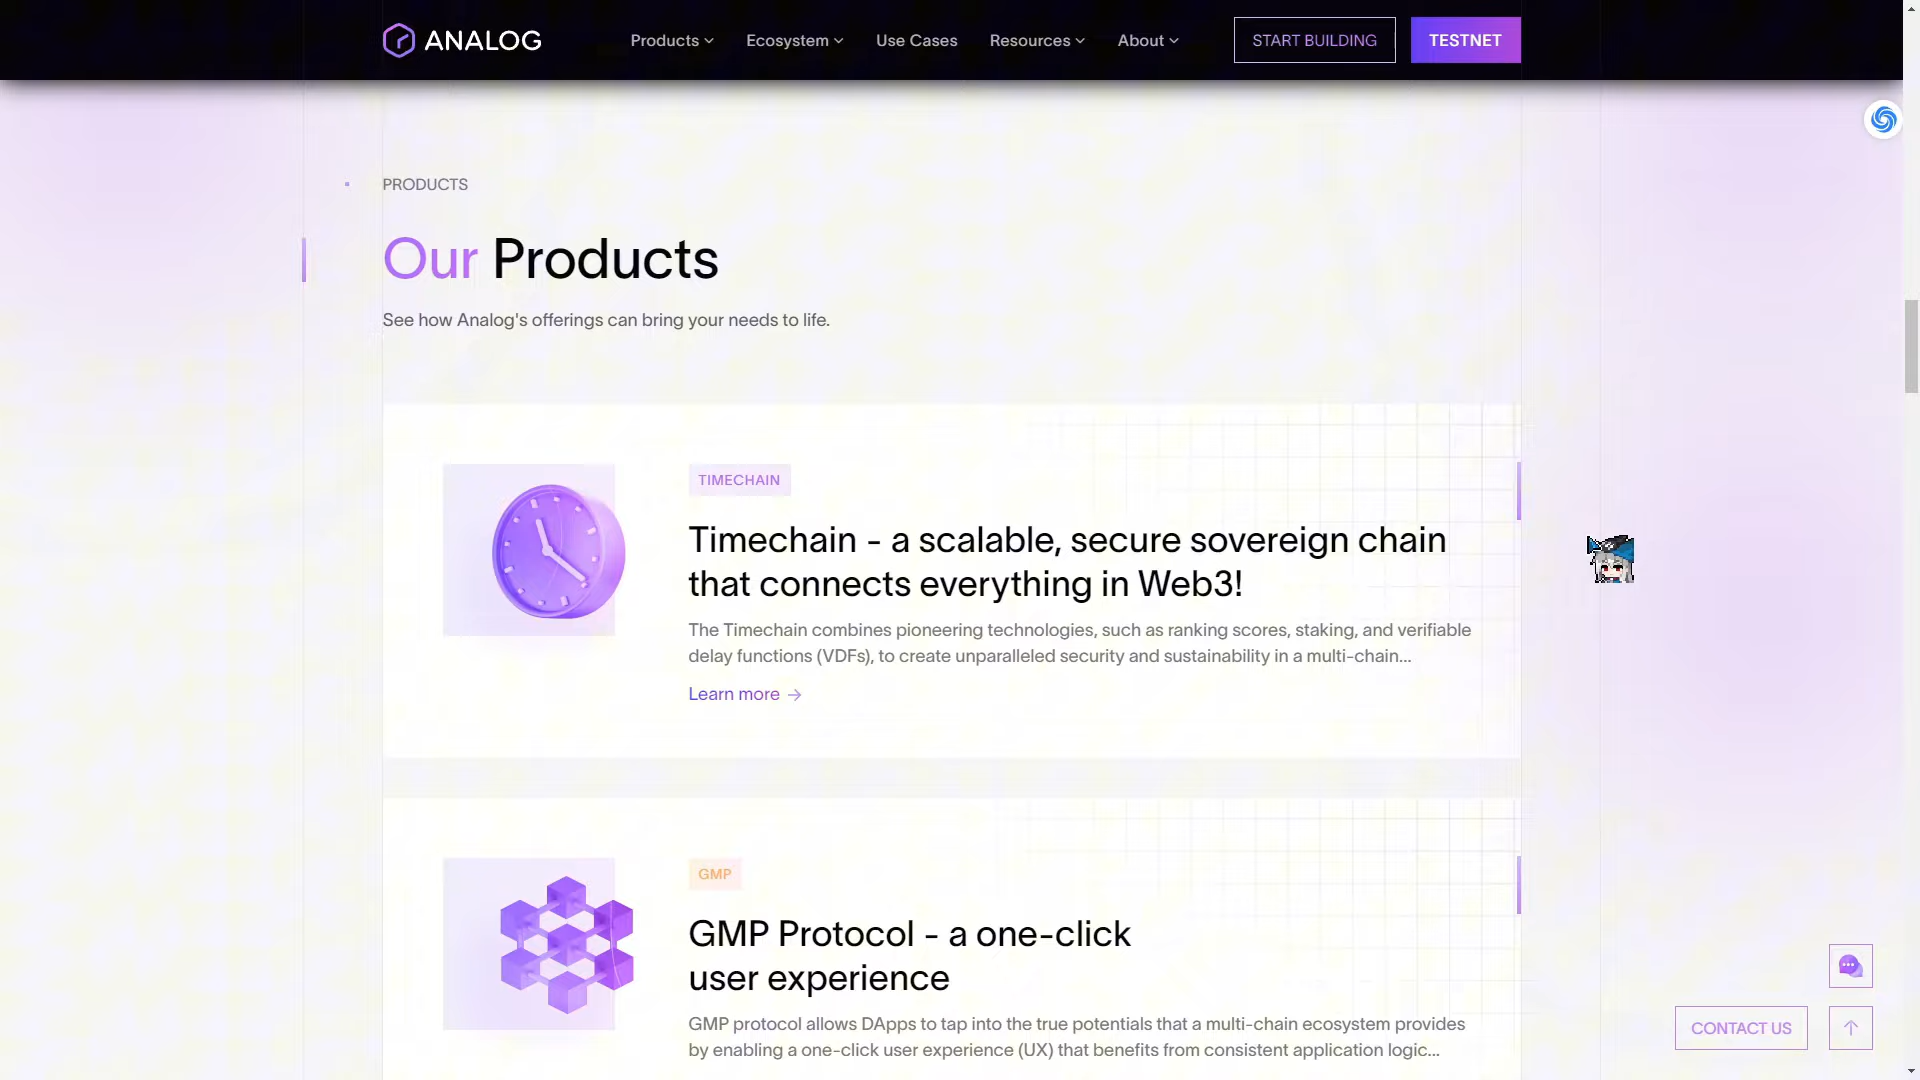 ANALOG
Products
Ecosystem
Use Cases
Resources
About
START BUILDING
TESTNET
PRODUCTS
Our Products
See how Analog's offerings can bring your needs to life.
TIMECHAIN
Timechain - a scalable, secure sovereign chain
that connects everything in Web3!
The Timechain combines pioneering technologies, such as ranking scores, staking, and verifiable
delay functions (VDFs), to create unparalleled security and sustainability in a multi-chain...
Learn more
GMP
GMP Protocol - a one-click
user experience
GMP protocol allows DApps to tap into the true potentials that a multi-chain ecosystem provides
by enabling a one-click user experience (UX) that benefits from consistent application logic...
CONTACT US